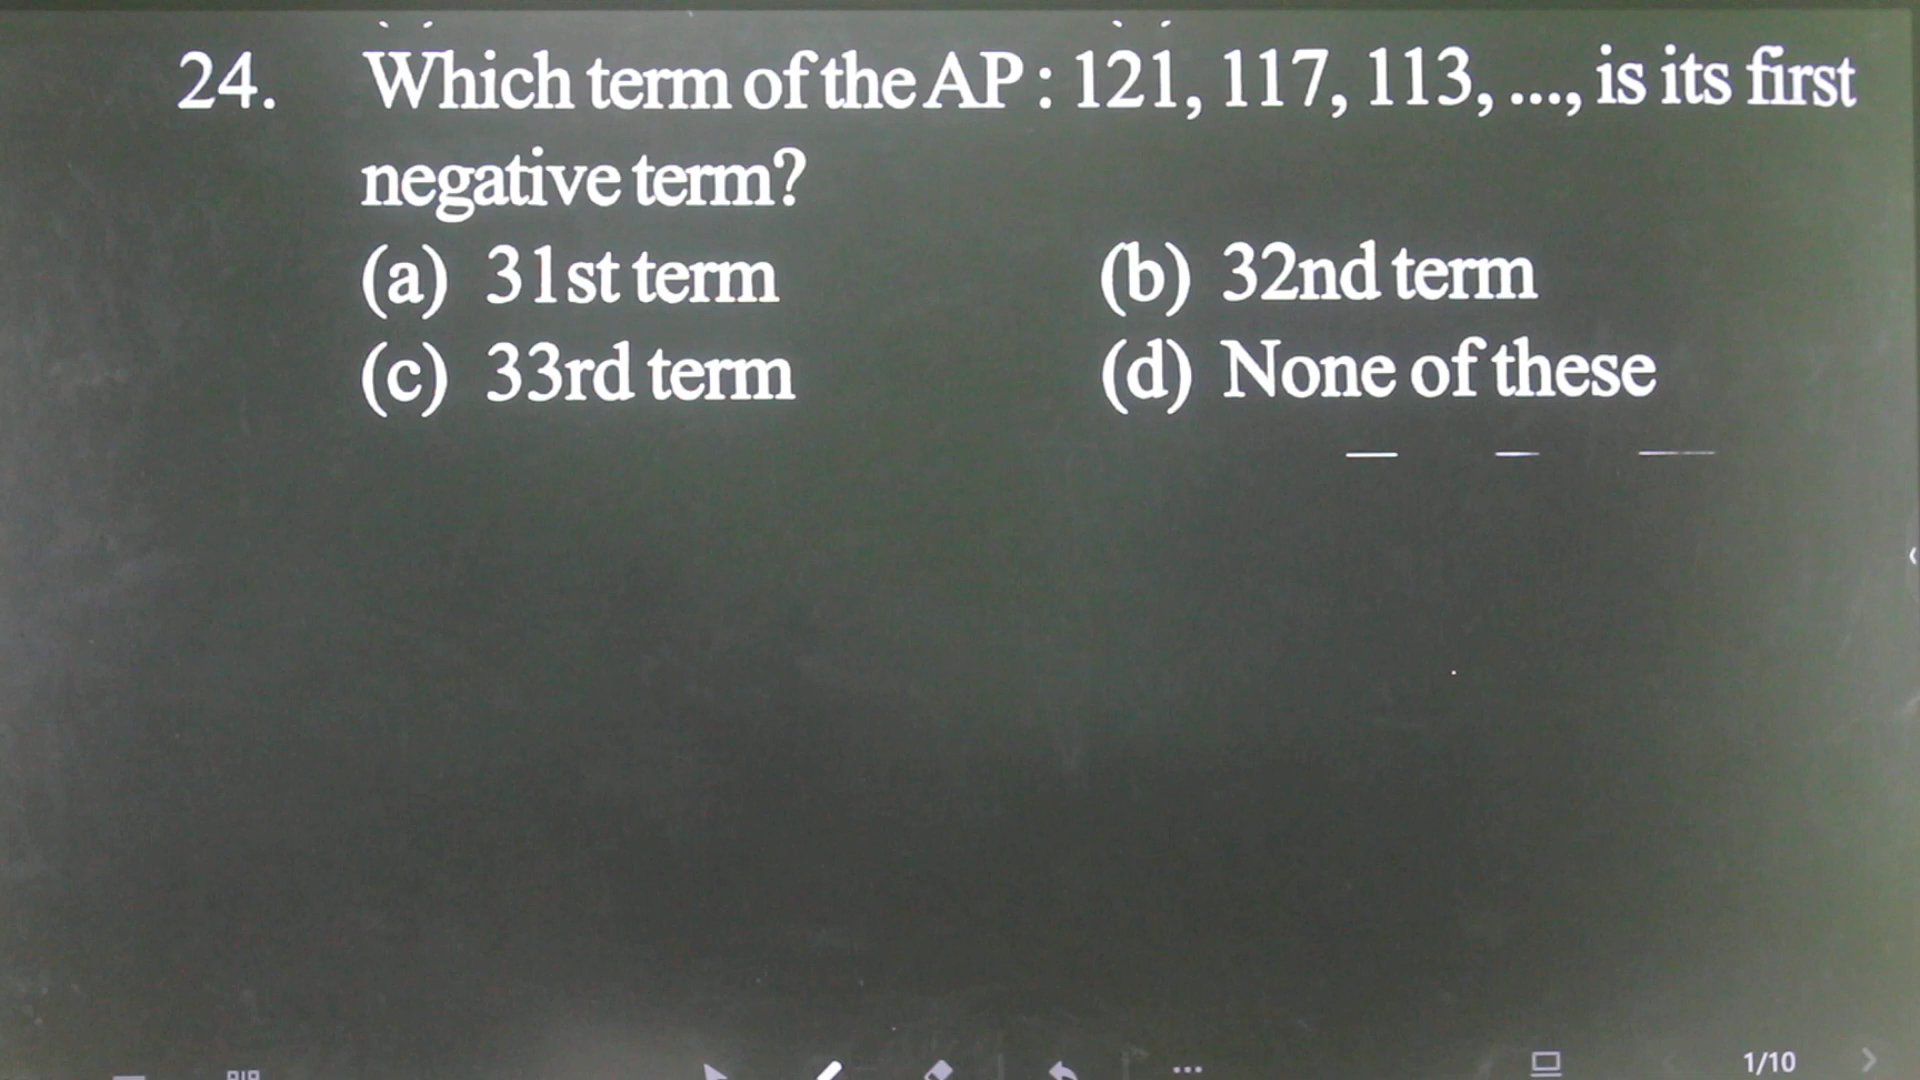 24. Which term of the AP : 121, 117, 113, ..., is its first
negative term?
(a) 31st term (b) 32nd term
(c) 33rd term (d) None of these
1/10